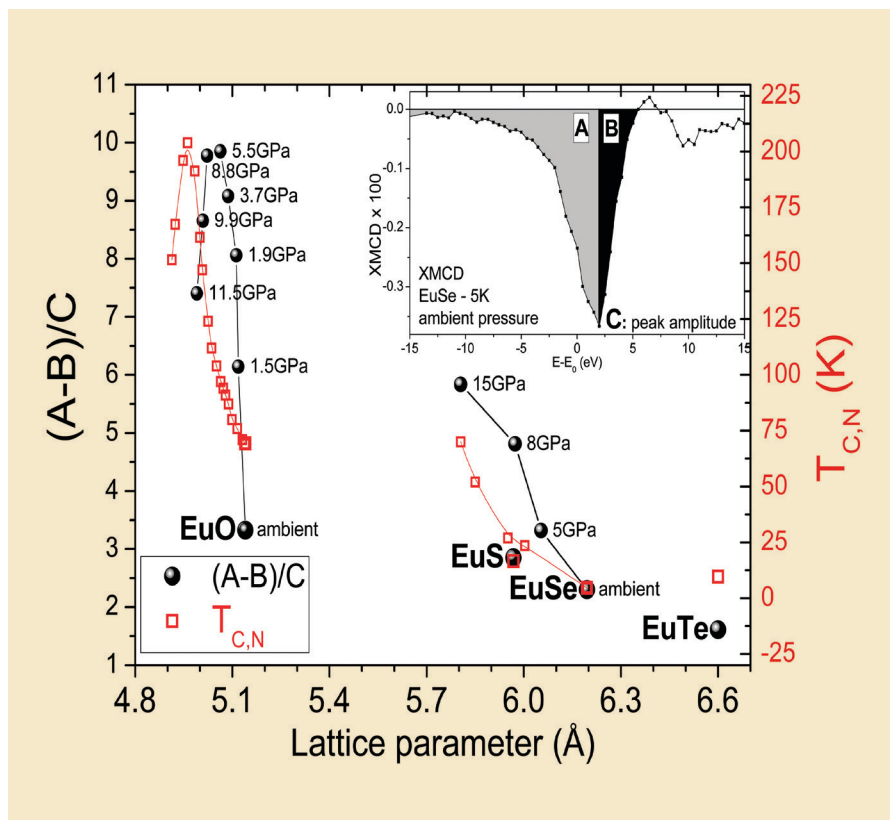 11
10
9
8
7
6
5
4
3
2
1
(A-B)/C
4.8
5.1
5.4
5.7
6.0
6.3
6.6
Lattice parameter (Å)
225
200
175
150
125
100
75
50
25
0
-25
T_C,N (K)
5.5GPa
8.8GPa
3.7GPa
9.9GPa
1.9GPa
11.5GPa
1.5GPa
EuO ambient
15GPa
8GPa
5GPa
EuS
EuSe ambient
EuTe
(A-B)/C
T_C,N
0.0
-0.1
-0.2
-0.3
XMCD x 100
A
B
XMCD
EuSe - 5K
ambient pressure
C: peak amplitude
-15
-10
-5
0
5
10
15
E-E_0 (eV)